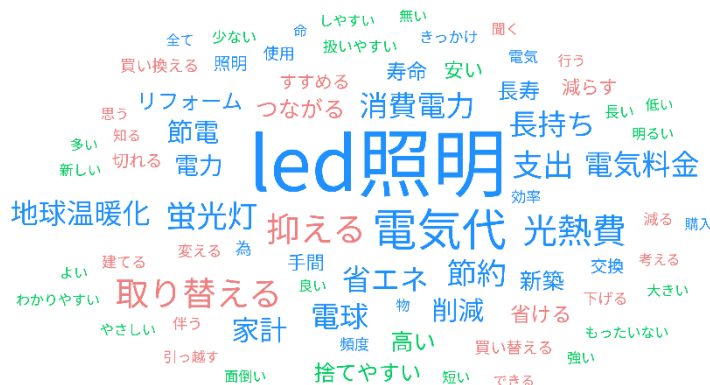 しやすい 無い
全て 少ない 命 扱いやすい きっかけ 聞く
買い換える 照明 使用 寿命 安い 電気 行う
リフォーム すすめる つながる 消費電力 長寿 減らす
思う 知る 節電 長持ち 長い 低い 明るい
多い 新しい 切れる 電力 led照明 支出 電気料金
地球温暖化 蛍光灯 抑える 電気代 光熱費 効率 減る 購入
よい 建てる 変える 為 手間 省エネ 節約 新築 交換 考える
わかりやすい 取り替える 良い 物 削減 省ける 下げる 大きい
やさしい 伴う 家計 電球 頻度 高い 買い替える もったいない
引っ越す 面倒い 捨てやすい 短い できる 強い